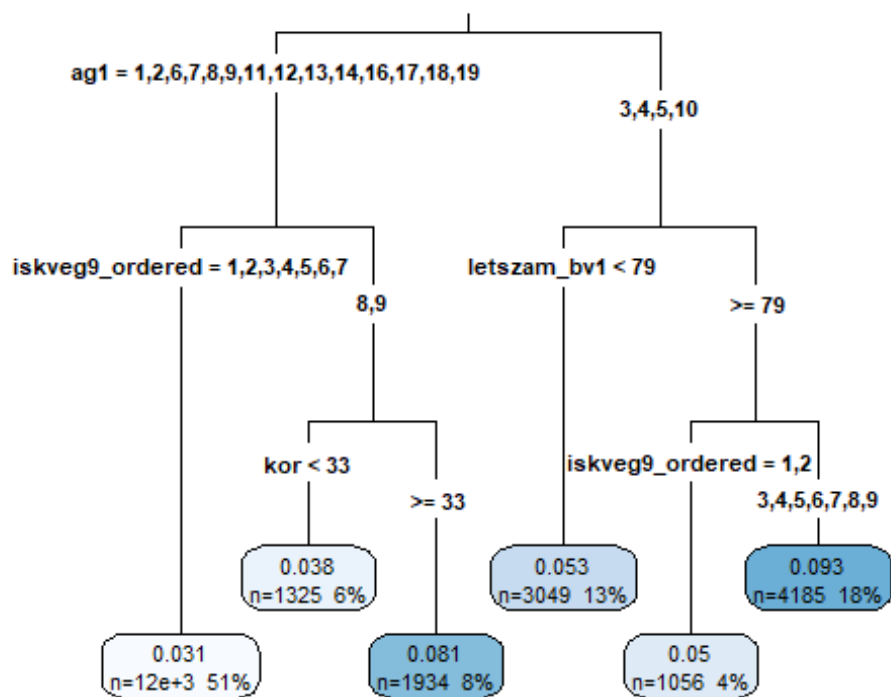 ag1 = 1,2,6,7,8,9,11,12,13,14,16,17,18,19
3,4,5,10
iskveg9_ordered = 1,2,3,4,5,6,7
letszam_bv1 < 79
8,9
>= 79
kor < 33
iskveg9_ordered = 1,2
>= 33
3,4,5,6,7,8,9
0.038
n=1325 6%
0.053
n=3049 13%
0.093
n=4185 18%
0.031
n=12e+3 51%
0.081
n=1934 8%
0.05
n=1056 4%